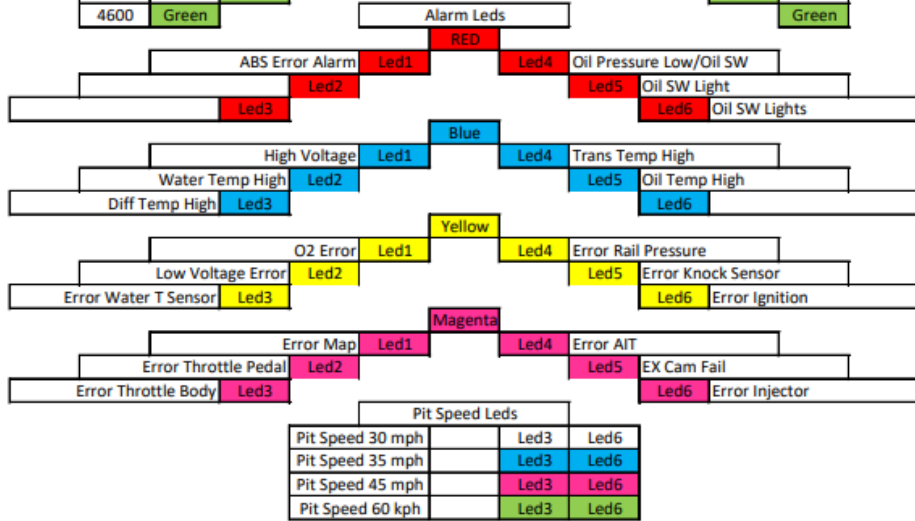 4600 Green Alarm Leds Green
RED
ABS Error Alarm Led1 Led4 Oil Pressure Low/Oil SW
Led2 Led5 Oil SW Light
Led3 Led6 Oil SW Lights
Blue
High Voltage Led1 Led4 Trans Temp High
Water Temp High Led2 Led5 Oil Temp High
Diff Temp High Led3 Led6
Yellow
O2 Error Led1 Led4 Error Rail Pressure
Low Voltage Error Led2 Led5 Error Knock Sensor
Error Water T Sensor Led3 Led6 Error Ignition
Magenta
Error Map Led1 Led4 Error AIT
Error Throttle Pedal Led2 Led5 EX Cam Fail
Error Throttle Body Led3 Led6 Error Injector
Pit Speed Leds
Pit Speed 30 mph Led3 Led6
Pit Speed 35 mph Led3 Led6
Pit Speed 45 mph Led3 Led6
Pit Speed 60 kph Led3 Led6